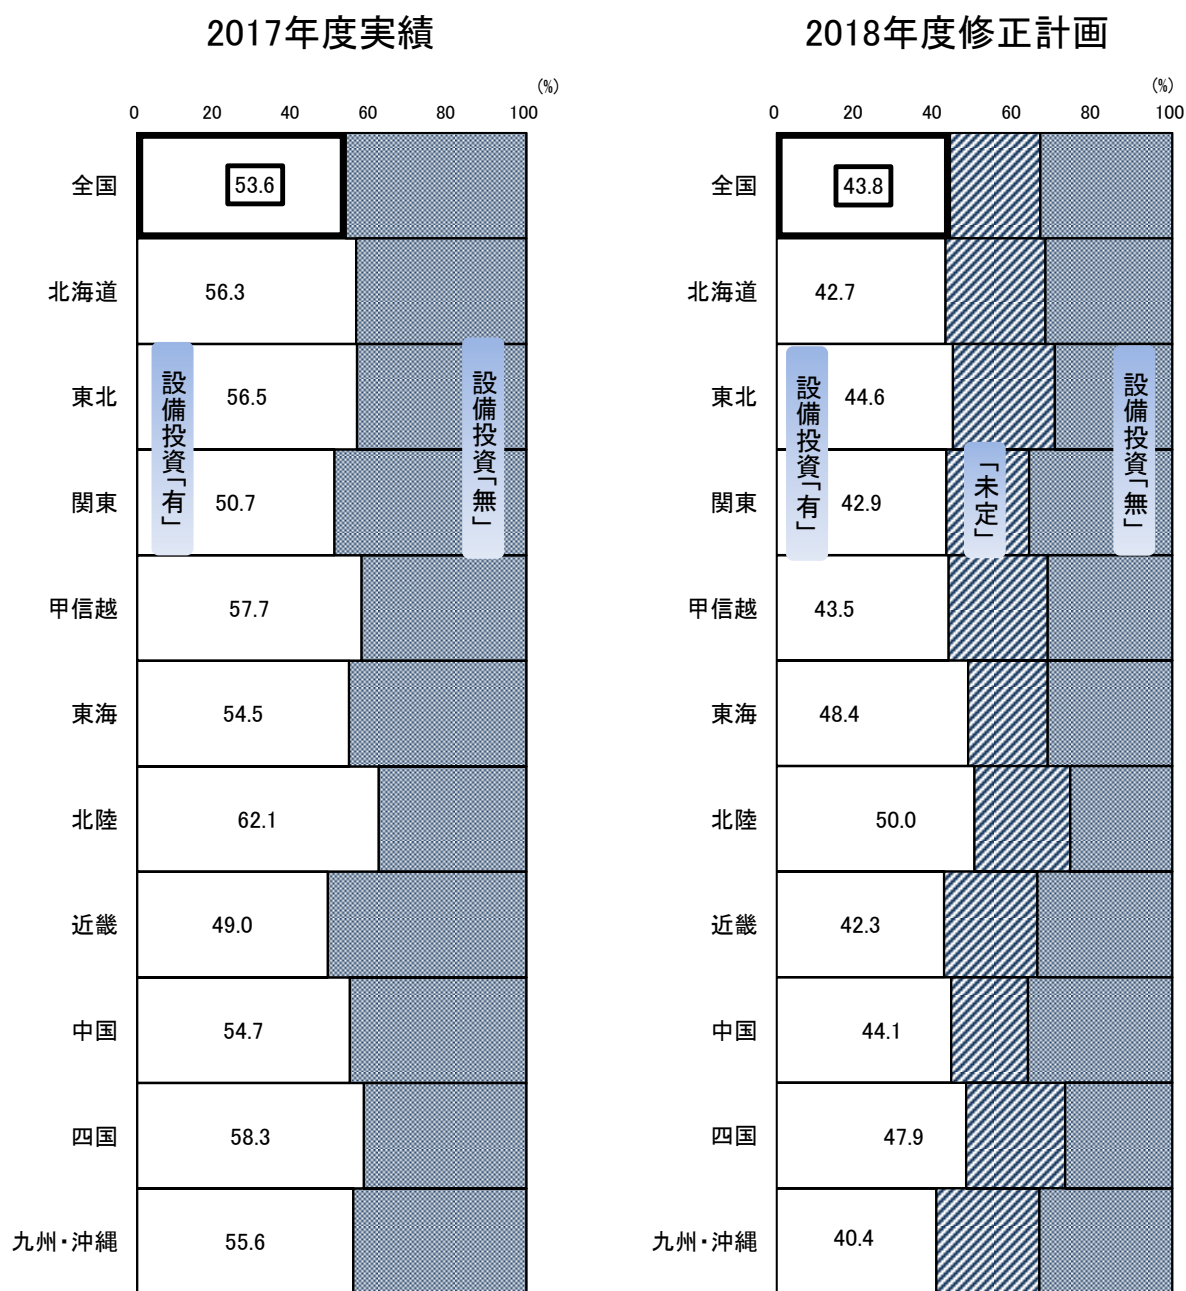 2017年度実績
(%)
0 20 40 60 80 100
全国 53.6
北海道 56.3
東北 56.5
関東 50.7
甲信越 57.7
東海 54.5
北陸 62.1
近畿 49.0
中国 54.7
四国 58.3
九州・沖縄 55.6
設備投資「有」
設備投資「無」
2018年度修正計画
(%)
0 20 40 60 80 100
全国 43.8
北海道 42.7
東北 44.6
関東 42.9
甲信越 43.5
東海 48.4
北陸 50.0
近畿 42.3
中国 44.1
四国 47.9
九州・沖縄 40.4
設備投資「有」
「未定」
設備投資「無」